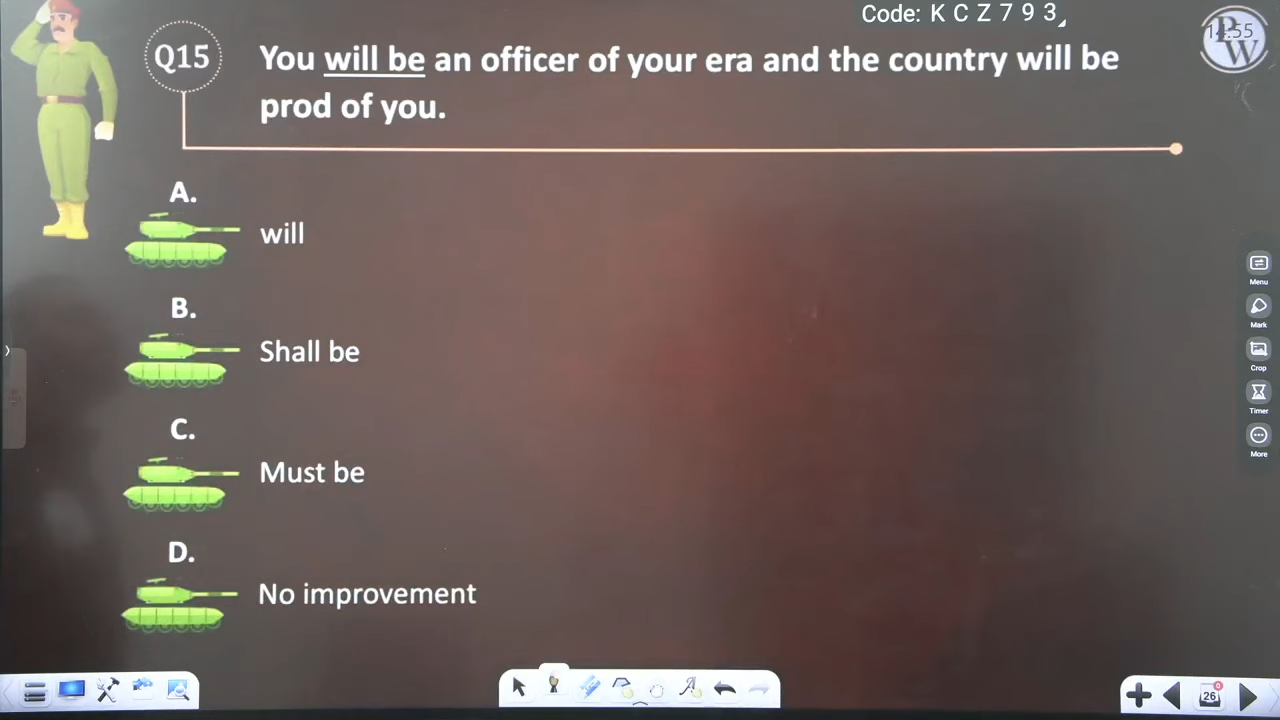 Code: K C Z 7 9 3
Q15
You will be an officer of your era and the country will be
prod of you.
A.
will
B.
Shall be
C.
Must be
D.
No improvement
Menu
Mark
Crop
Timer
More
PW
26